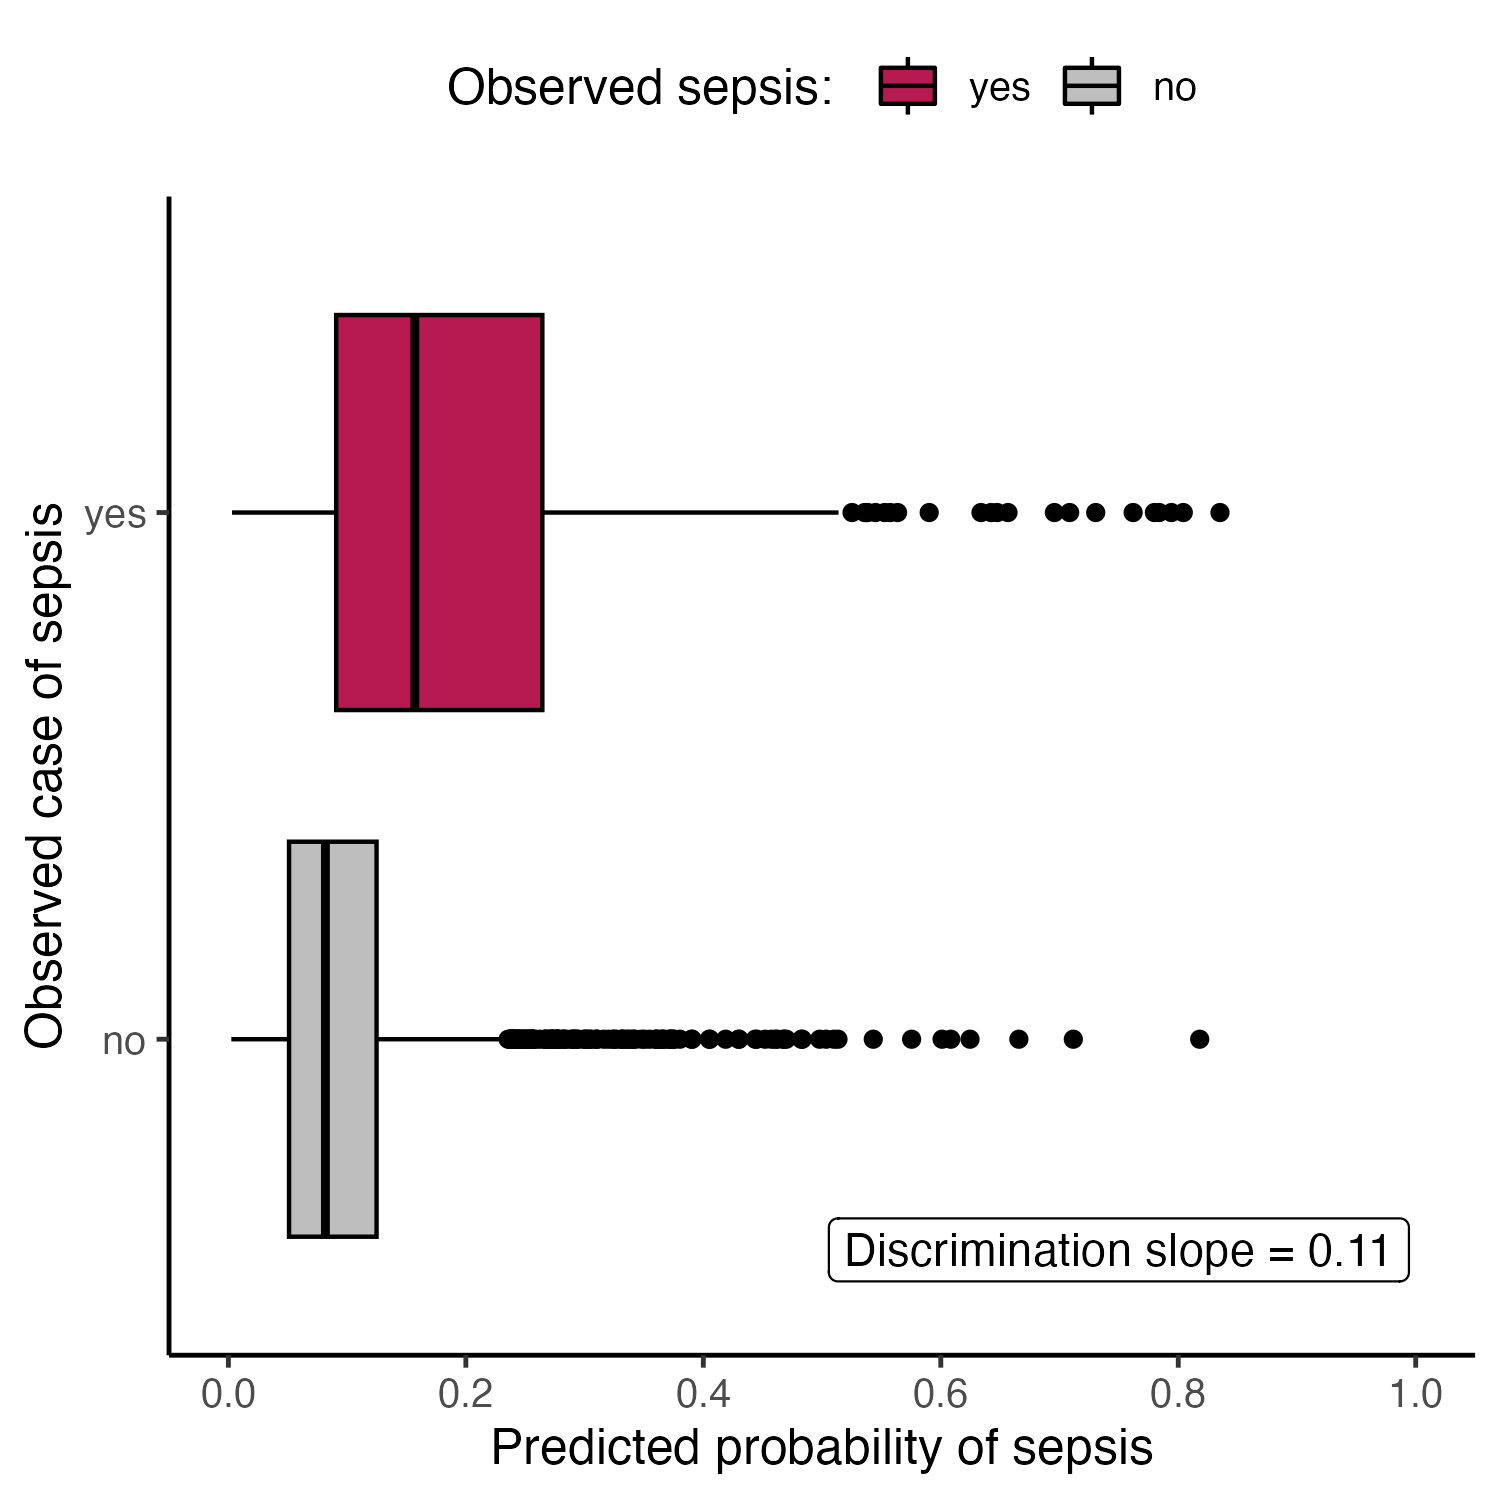 Observed sepsis: yes no
Observed case of sepsis
yes
no
Discrimination slope = 0.11
0.0 0.2 0.4 0.6 0.8 1.0
Predicted probability of sepsis